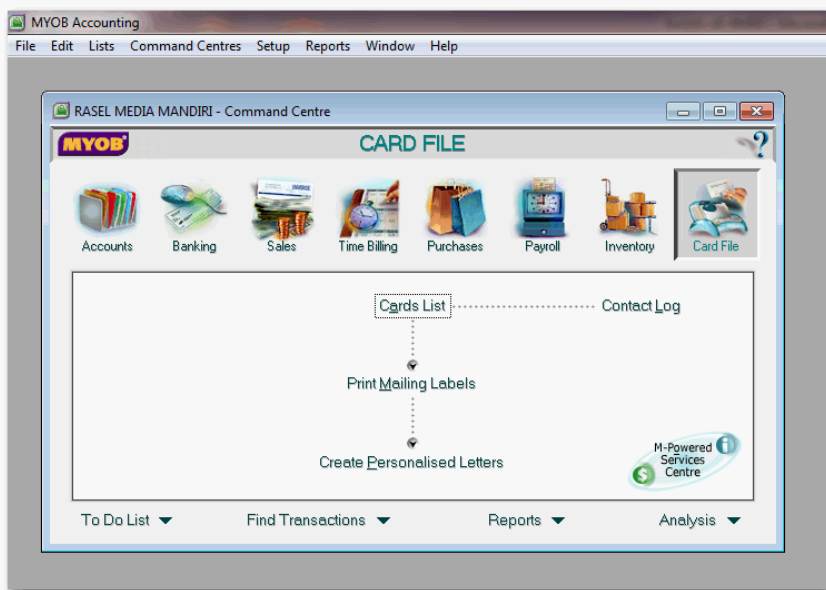 MYOB Accounting
File Edit Lists Command Centres Setup Reports Window Help
RASEL MEDIA MANDIRI - Command Centre
MYOB
CARD FILE
?
INVOICE
Accounts Banking Sales Time Billing Purchases Payroll Inventory Card File
Cards List Contact Log
Print Mailing Labels
Create Personalised Letters
M-Powered
Services
Centre
i
$
To Do List Find Transactions Reports Analysis